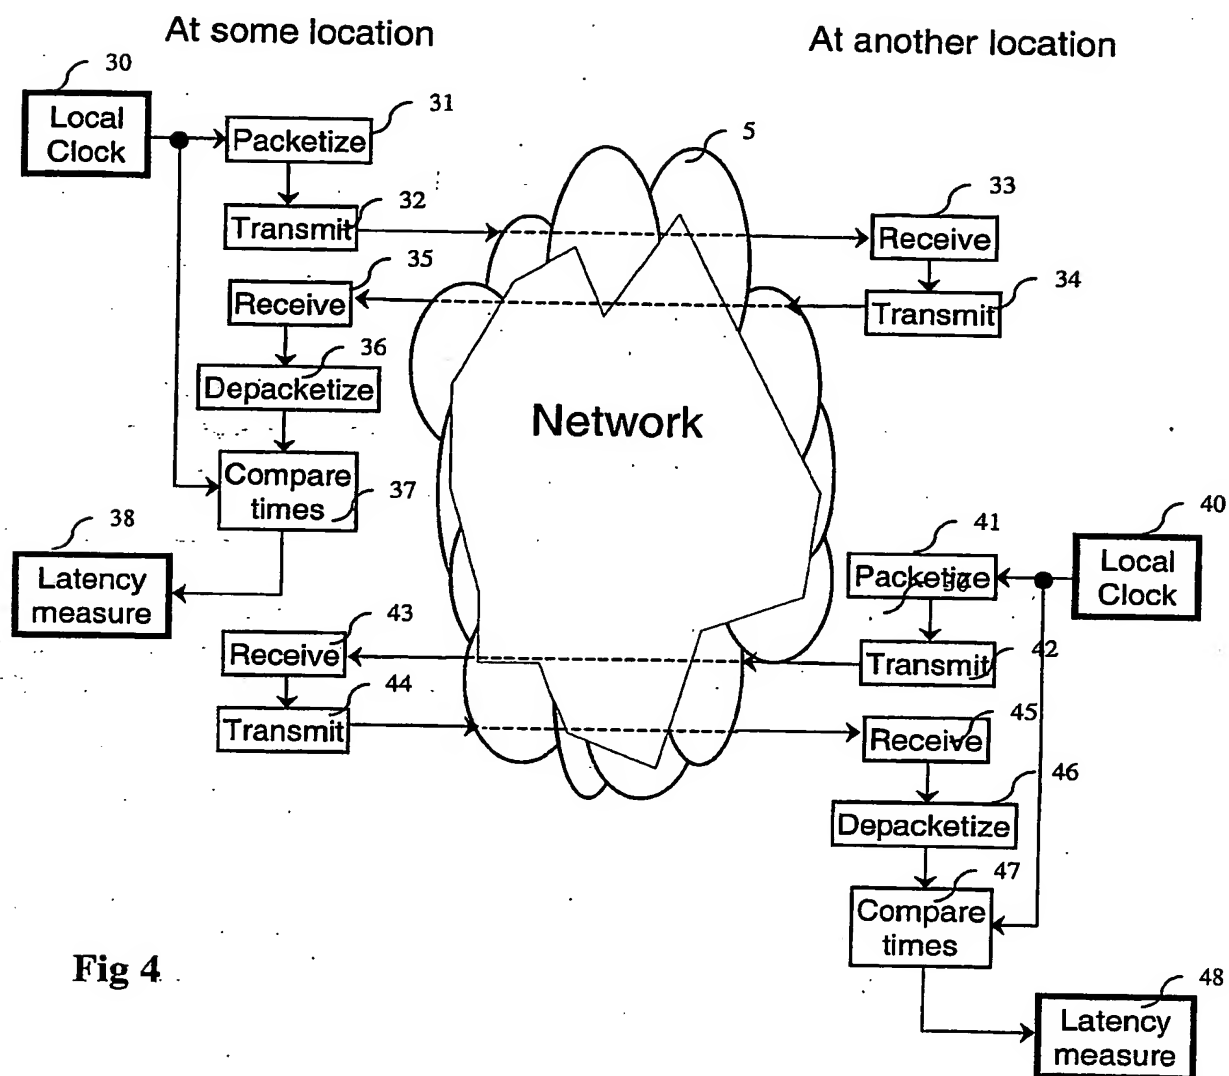 At some location
At another location
30
Local
Clock
31
Packetize
32
Transmit
5
33
Receive
35
Receive
34
Transmit
36
Depacketize
Network
Compare
times
37
38
Latency
measure
40
Local
Clock
41
Packetize
43
Receive
42
Transmit
44
Transmit
45
Receive
46
Depacketize
47
Compare
times
Fig 4
48
Latency
measure